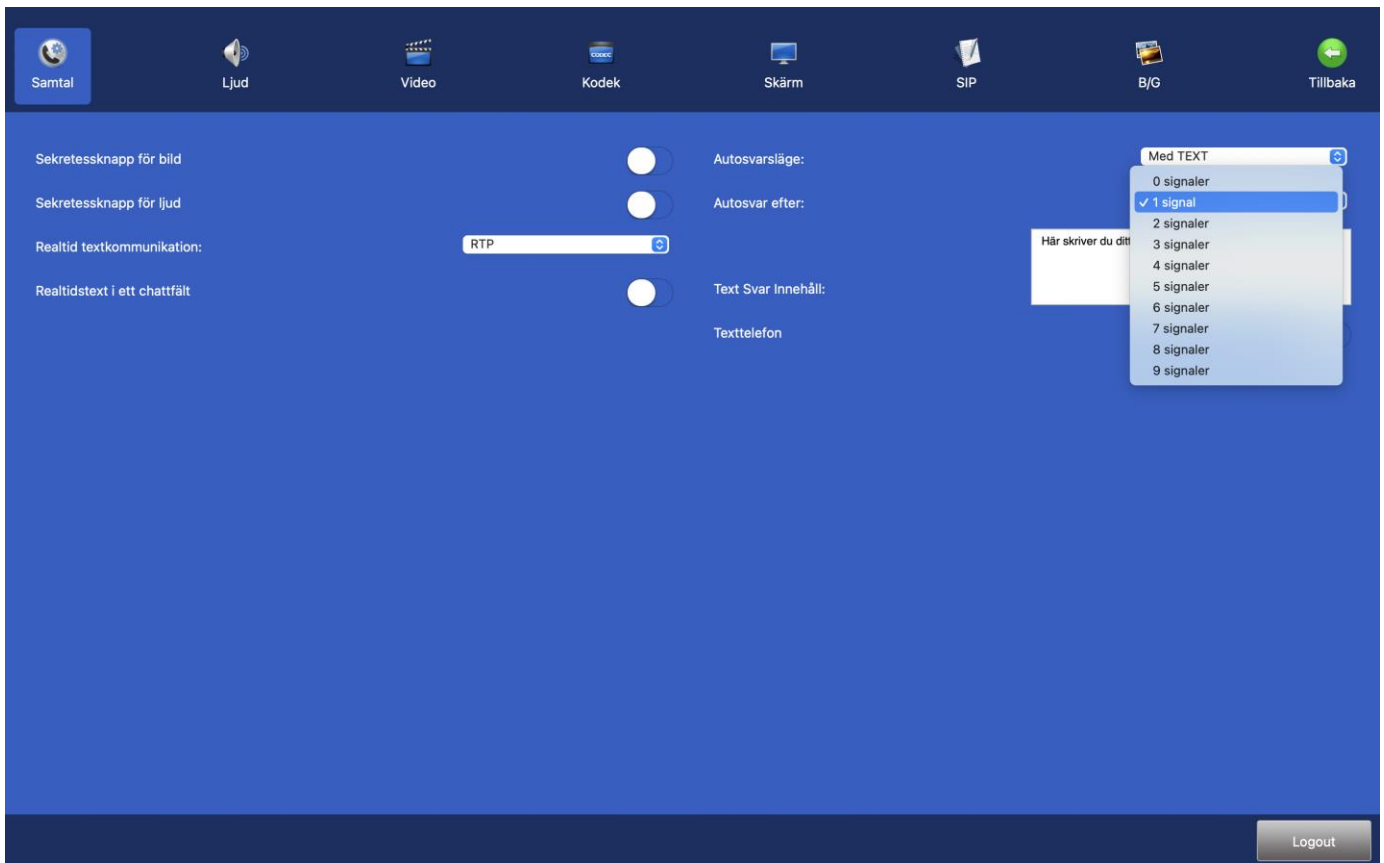 Samtal
Ljud
Video
CODEC
Kodek
Skärm
SIP
B/G
Tillbaka
Sekretessknapp för bild
Sekretessknapp för ljud
Realtid textkommunikation:
RTP
Realtidstext i ett chattfält
Autosvarsläge:
Med TEXT
Autosvar efter:
0 signaler
✓ 1 signal
2 signaler
3 signaler
4 signaler
5 signaler
6 signaler
7 signaler
8 signaler
9 signaler
Här skriver du
Text Svar Innehåll:
Texttelefon
Logout